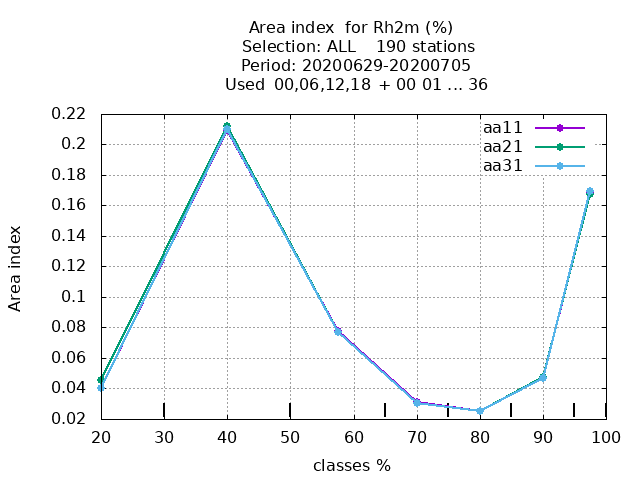 Area index  for Rh2m (%)
Selection: ALL    190 stations
Period: 20200629-20200705
Used  00,06,12,18 + 00 01 ... 36
0.22
0.2
0.18
0.16
0.14
0.12
0.1
0.08
0.06
0.04
0.02
Area index
aa11
aa21
aa31
20 30 40 50 60 70 80 90 100
classes %